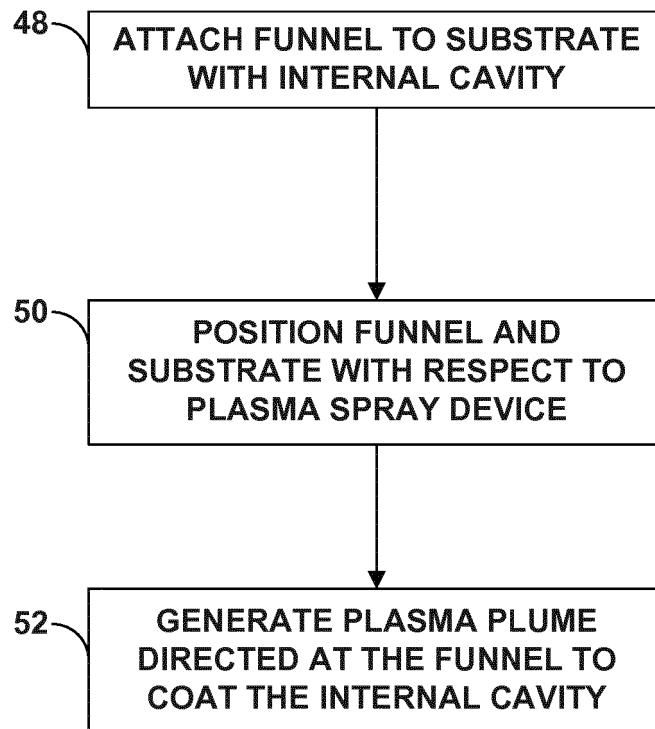 48
ATTACH FUNNEL TO SUBSTRATE
WITH INTERNAL CAVITY
50
POSITION FUNNEL AND
SUBSTRATE WITH RESPECT TO
PLASMA SPRAY DEVICE
52
GENERATE PLASMA PLUME
DIRECTED AT THE FUNNEL TO
COAT THE INTERNAL CAVITY